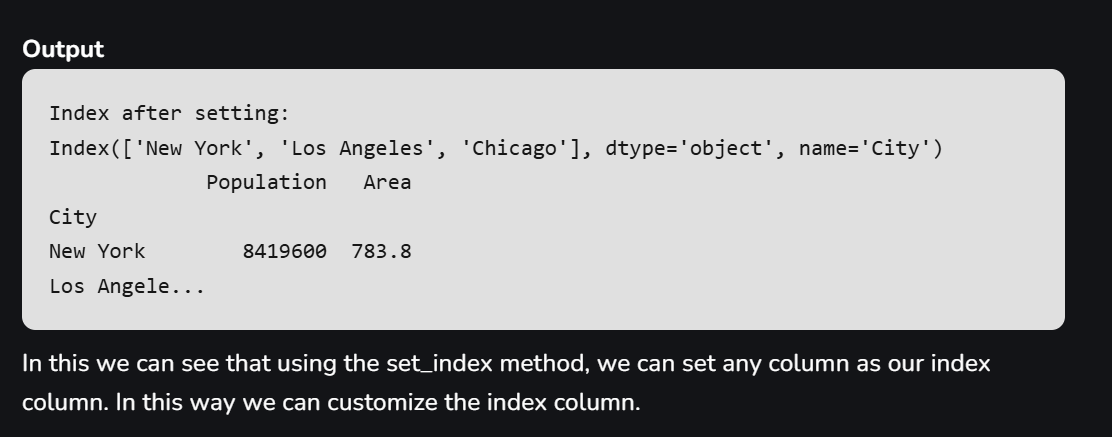 Output
Index after setting:
Index(['New York', 'Los Angeles', 'Chicago'], dtype='object', name='City')
             Population   Area
City
New York        8419600  783.8
Los Angele...
In this we can see that using the set_index method, we can set any column as our index
column. In this way we can customize the index column.